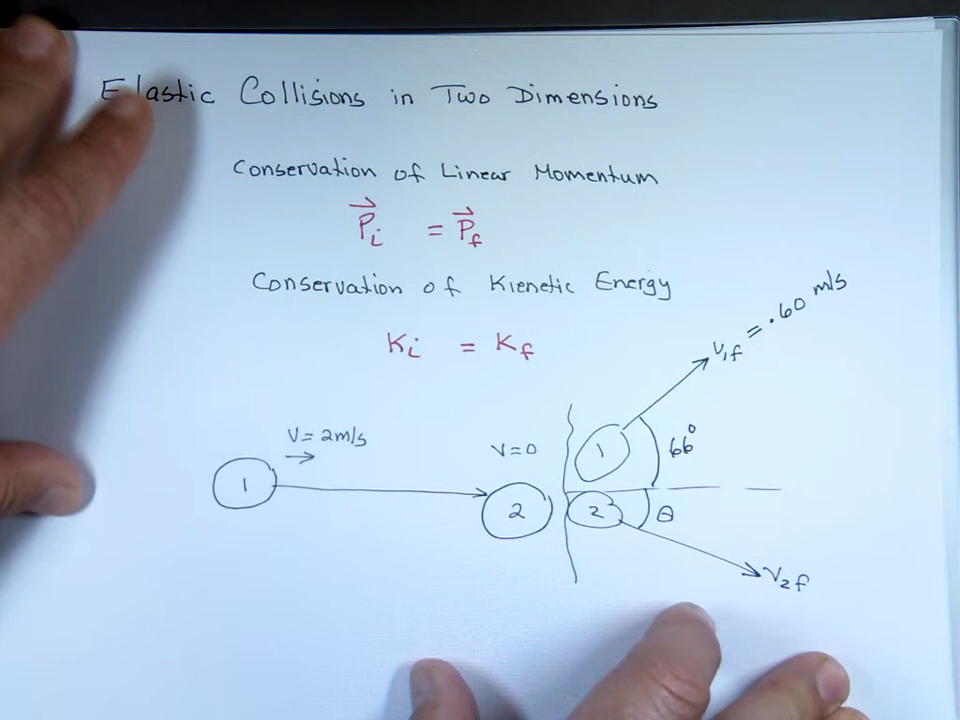 Elastic Collisions in Two Dimensions
Conservation of Linear Momentum
P⃗i = P⃗f
Conservation of Kienetic Energy
Ki = Kf
V1f = .60 m/s
V = 2m/s
V = 0
1
66°
1
2
2
θ
V2f